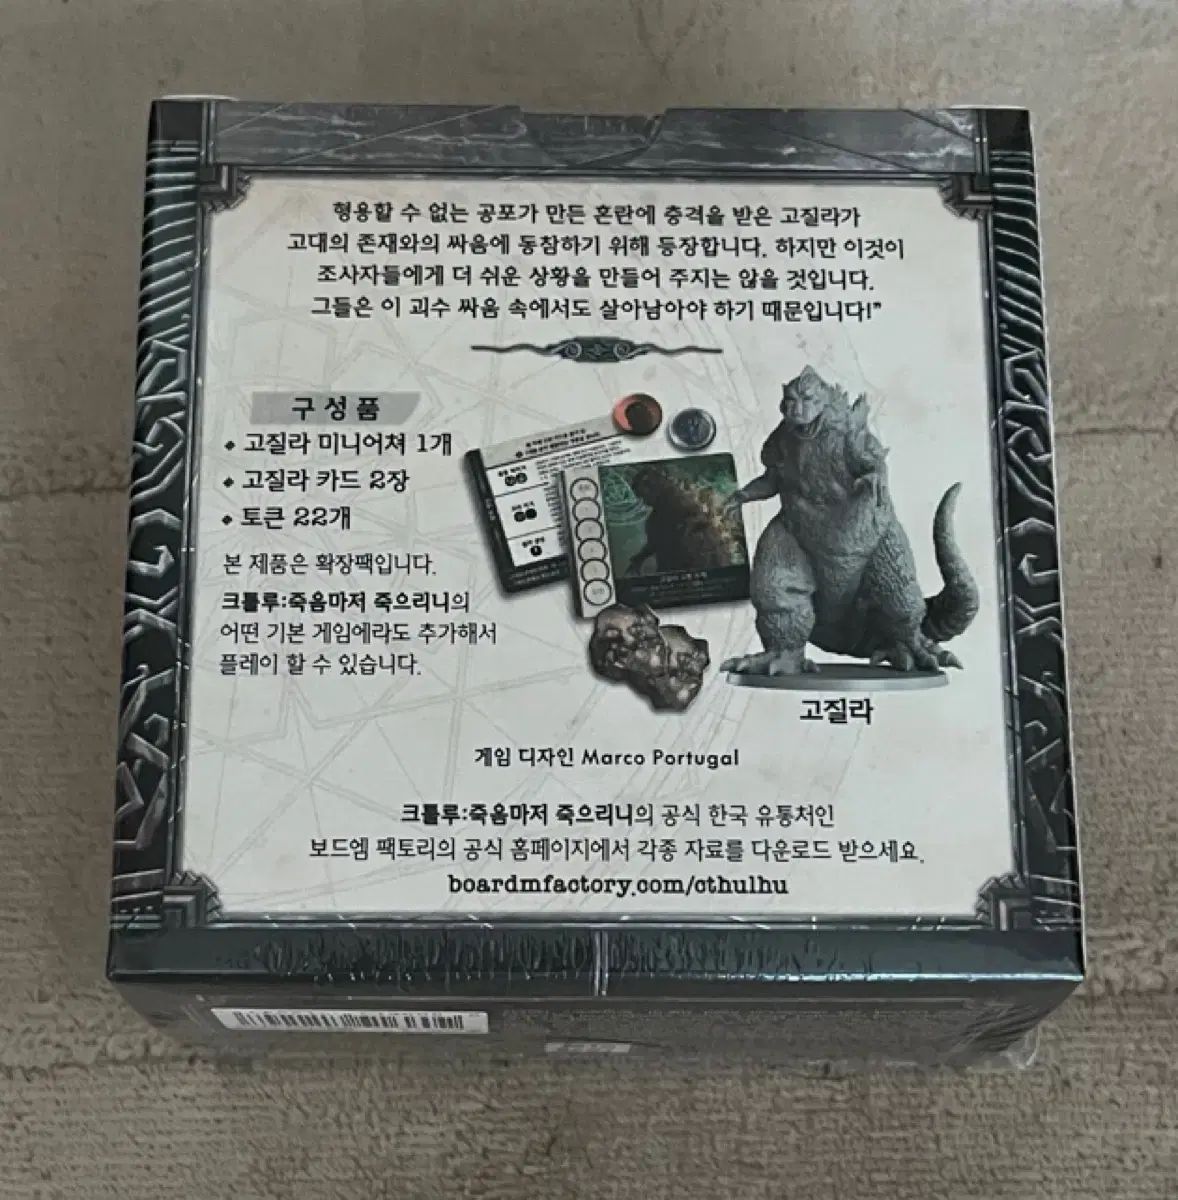 형용할 수 없는 공포가 만든 혼란에 충격을 받은 고질라가
고대의 존재와의 싸움에 동참하기 위해 등장합니다. 하지만 이것이
조사자들에게 더 쉬운 상황을 만들어 주지는 않을 것입니다.
그들은 이 괴수 싸움 속에서도 살아남아야 하기 때문입니다!"
구성품
고질라 미니어쳐 1개
고질라 카드 2장
토큰 22개
본 제품은 확장팩입니다.
크툴루:죽음마저 죽으리니의
어떤 기본 게임에라도 추가해서
플레이 할 수 있습니다.
고질라
게임 디자인 Marco Portugal
크툴루:죽음마저 죽으리니의 공식 한국 유통처인
보드엠 팩토리의 공식 홈페이지에서 각종 자료를 다운로드 받으세요.
boardmfactory.com/cthulhu